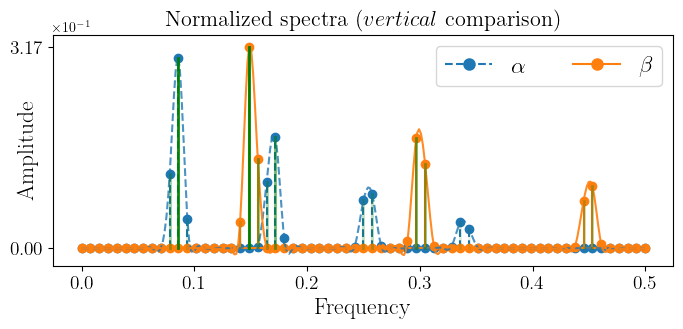 Normalized spectra (vertical comparison)
×10⁻¹
3.17
0.00
Amplitude
α
β
0.0 0.1 0.2 0.3 0.4 0.5
Frequency